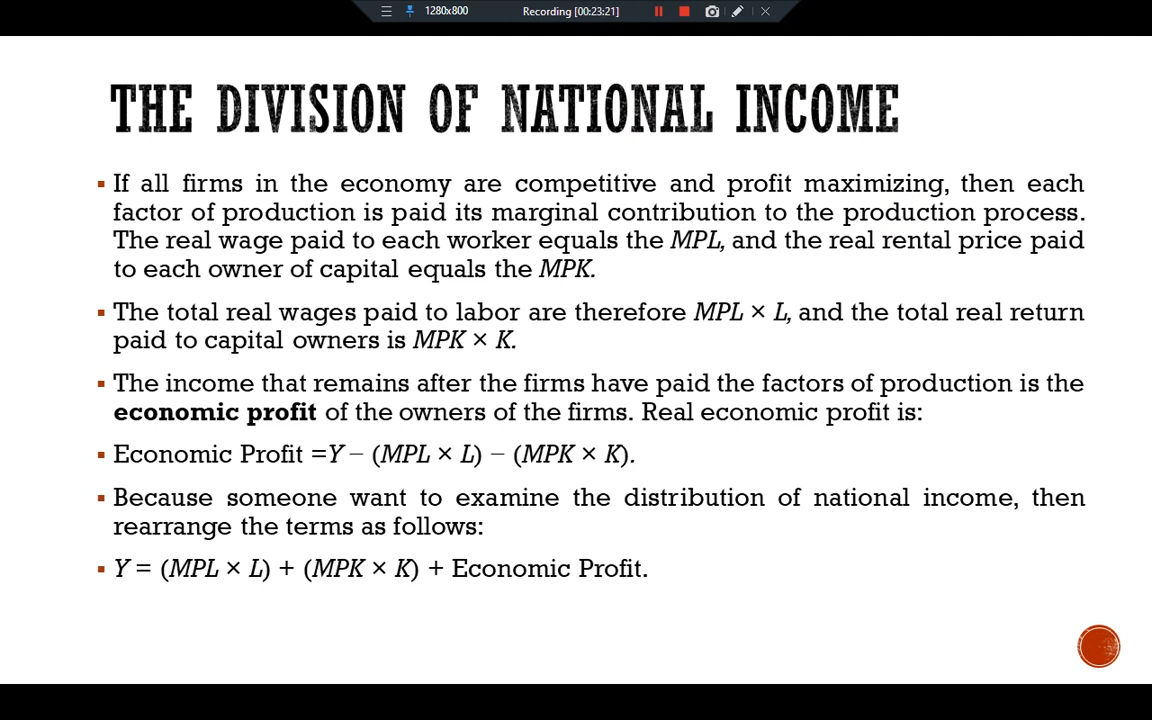 1280x800 Recording [00:23:21]
THE DIVISION OF NATIONAL INCOME
▪ If all firms in the economy are competitive and profit maximizing, then each
factor of production is paid its marginal contribution to the production process.
The real wage paid to each worker equals the MPL, and the real rental price paid
to each owner of capital equals the MPK.
▪ The total real wages paid to labor are therefore MPL × L, and the total real return
paid to capital owners is MPK × K.
▪ The income that remains after the firms have paid the factors of production is the
economic profit of the owners of the firms. Real economic profit is:
▪ Economic Profit =Y − (MPL × L) − (MPK × K).
▪ Because someone want to examine the distribution of national income, then
rearrange the terms as follows:
▪ Y = (MPL × L) + (MPK × K) + Economic Profit.